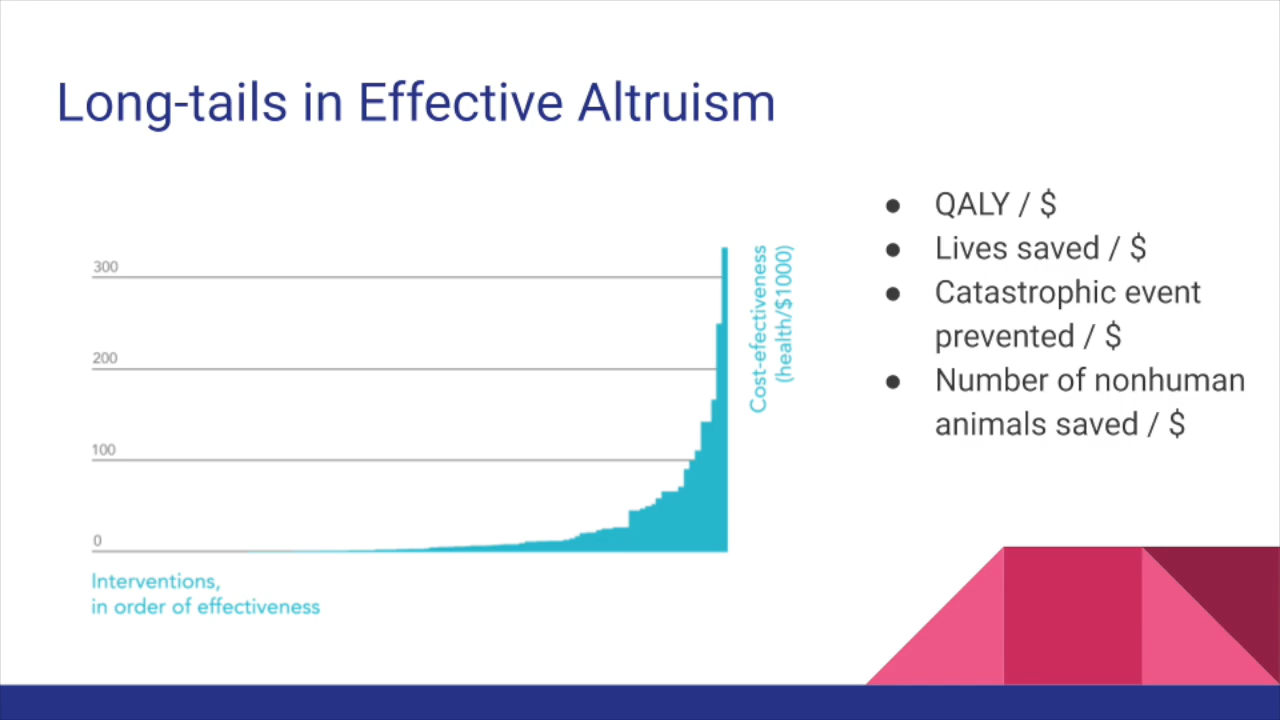 Long-tails in Effective Altruism
300
200
100
0
Cost-efectiveness
(health/$1000)
Interventions,
in order of effectiveness
● QALY / $
● Lives saved / $
● Catastrophic event
prevented / $
● Number of nonhuman
animals saved / $